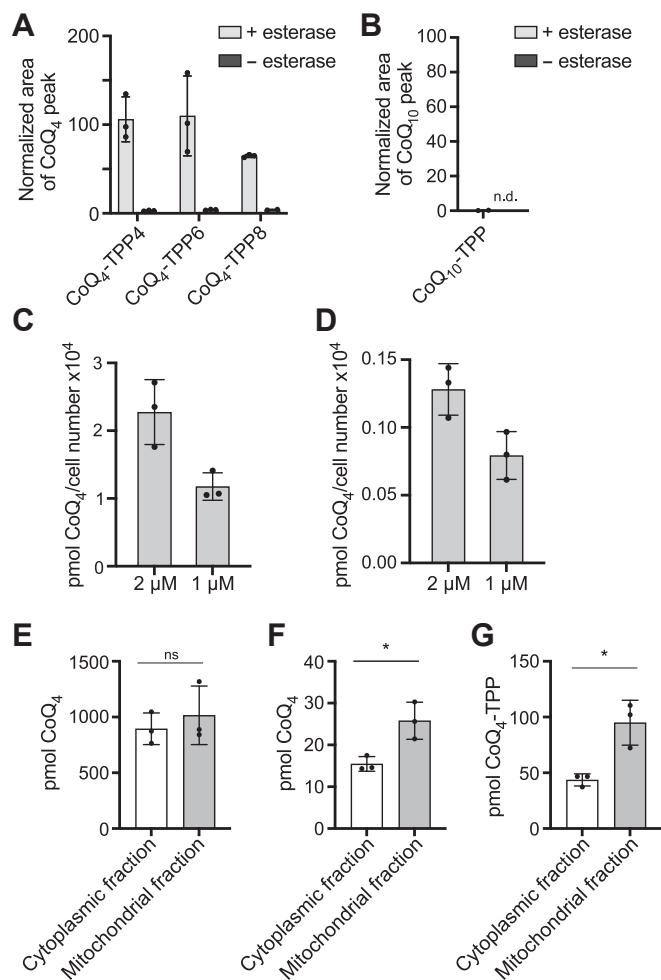 A
Normalized area
of CoQ4 peak
200
100
0
+ esterase
– esterase
CoQ4-TPP4
CoQ4-TPP6
CoQ4-TPP8
B
Normalized area
of CoQ10 peak
100
80
60
40
20
0
+ esterase
– esterase
n.d.
CoQ10-TPP
C
pmol CoQ4/cell number x10⁴
3
2
1
0
2 µM
1 µM
D
pmol CoQ4/cell number x10⁴
0.15
0.10
0.05
0.00
2 µM
1 µM
E
pmol CoQ4
1500
1000
500
0
ns
Cytoplasmic fraction
Mitochondrial fraction
F
pmol CoQ4
40
30
20
10
0
*
Cytoplasmic fraction
Mitochondrial fraction
G
pmol CoQ4-TPP
150
100
50
0
*
Cytoplasmic fraction
Mitochondrial fraction